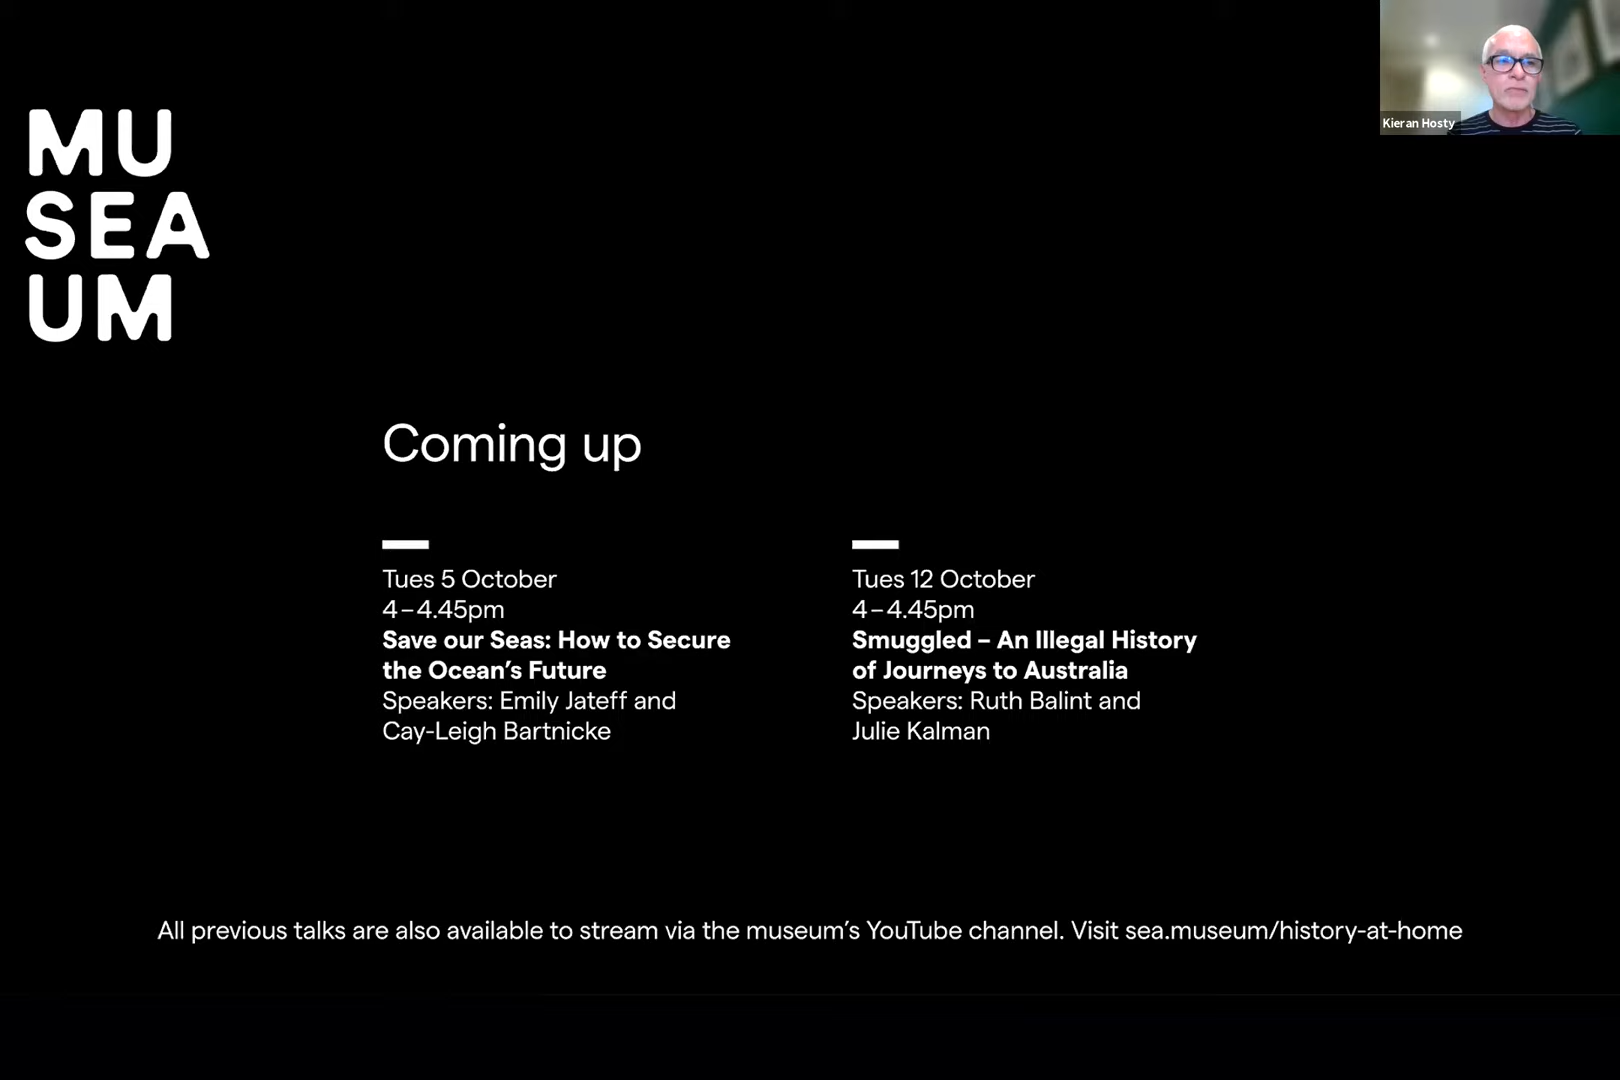 MU
SEA
UM
Kieran Hosty
Coming up
Tues 5 October
4–4.45pm
Save our Seas: How to Secure
the Ocean’s Future
Speakers: Emily Jateff and
Cay-Leigh Bartnicke
Tues 12 October
4–4.45pm
Smuggled – An Illegal History
of Journeys to Australia
Speakers: Ruth Balint and
Julie Kalman
All previous talks are also available to stream via the museum’s YouTube channel. Visit sea.museum/history-at-home